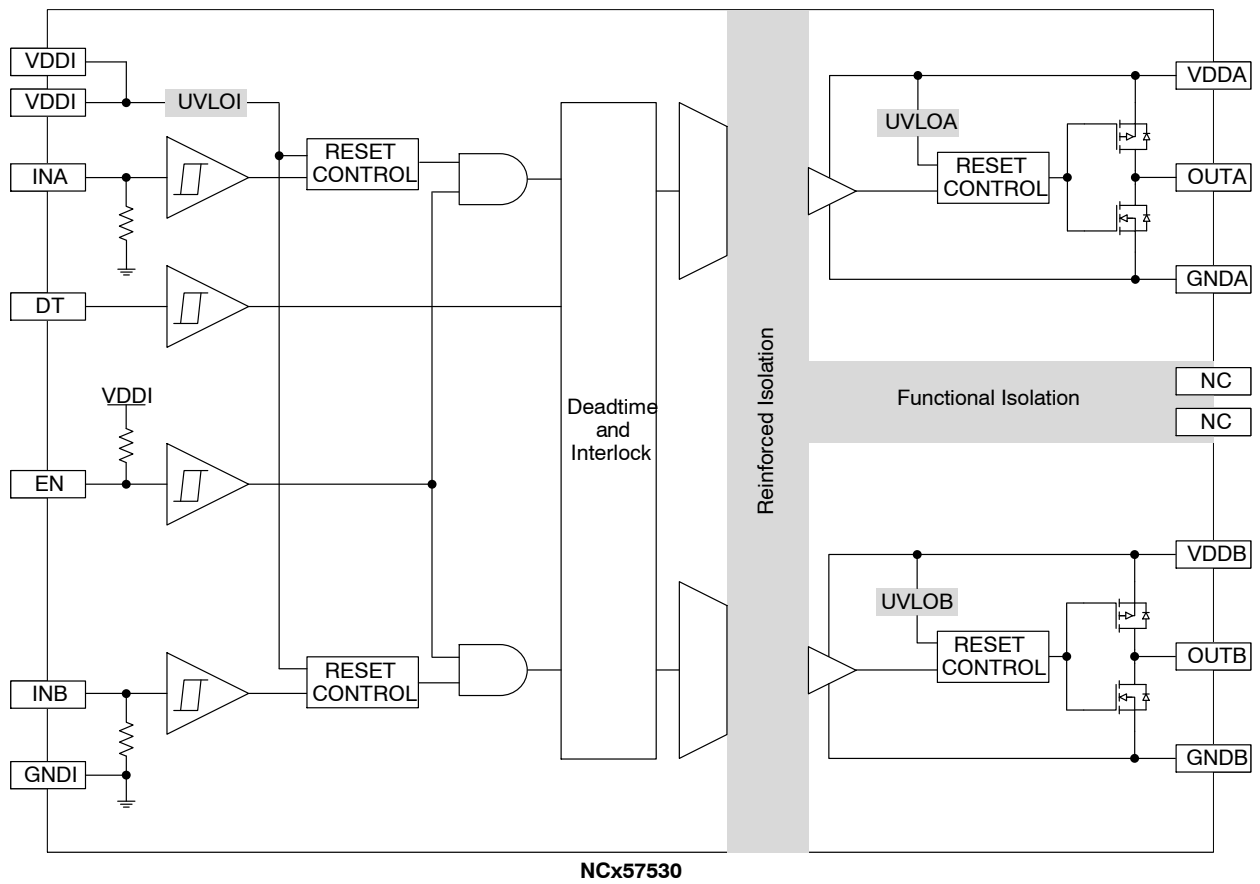 VDDI
VDDI
UVLOI
INA
RESET
CONTROL
DT
VDDI
EN
INB
RESET
CONTROL
GNDI
Deadtime
and
Interlock
Reinforced Isolation
UVLOA
RESET
CONTROL
VDDA
OUTA
GNDA
Functional Isolation
NC
NC
UVLOB
RESET
CONTROL
VDDB
OUTB
GNDB
NCx57530